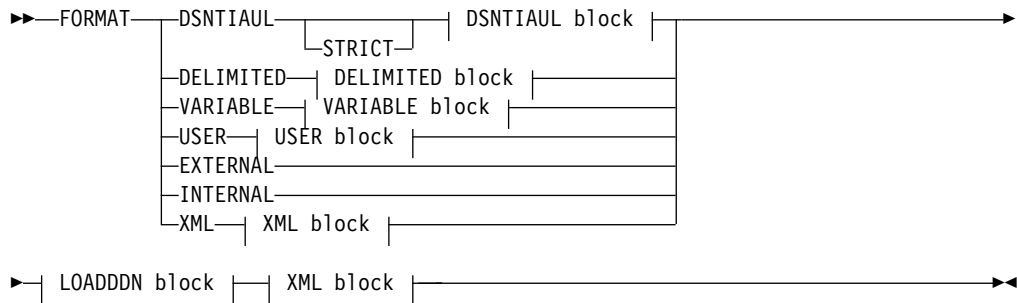 FORMAT DSNTIAUL DSNTIAUL block
STRICT
DELIMITED DELIMITED block
VARIABLE VARIABLE block
USER USER block
EXTERNAL
INTERNAL
XML XML block
LOADDDN block XML block